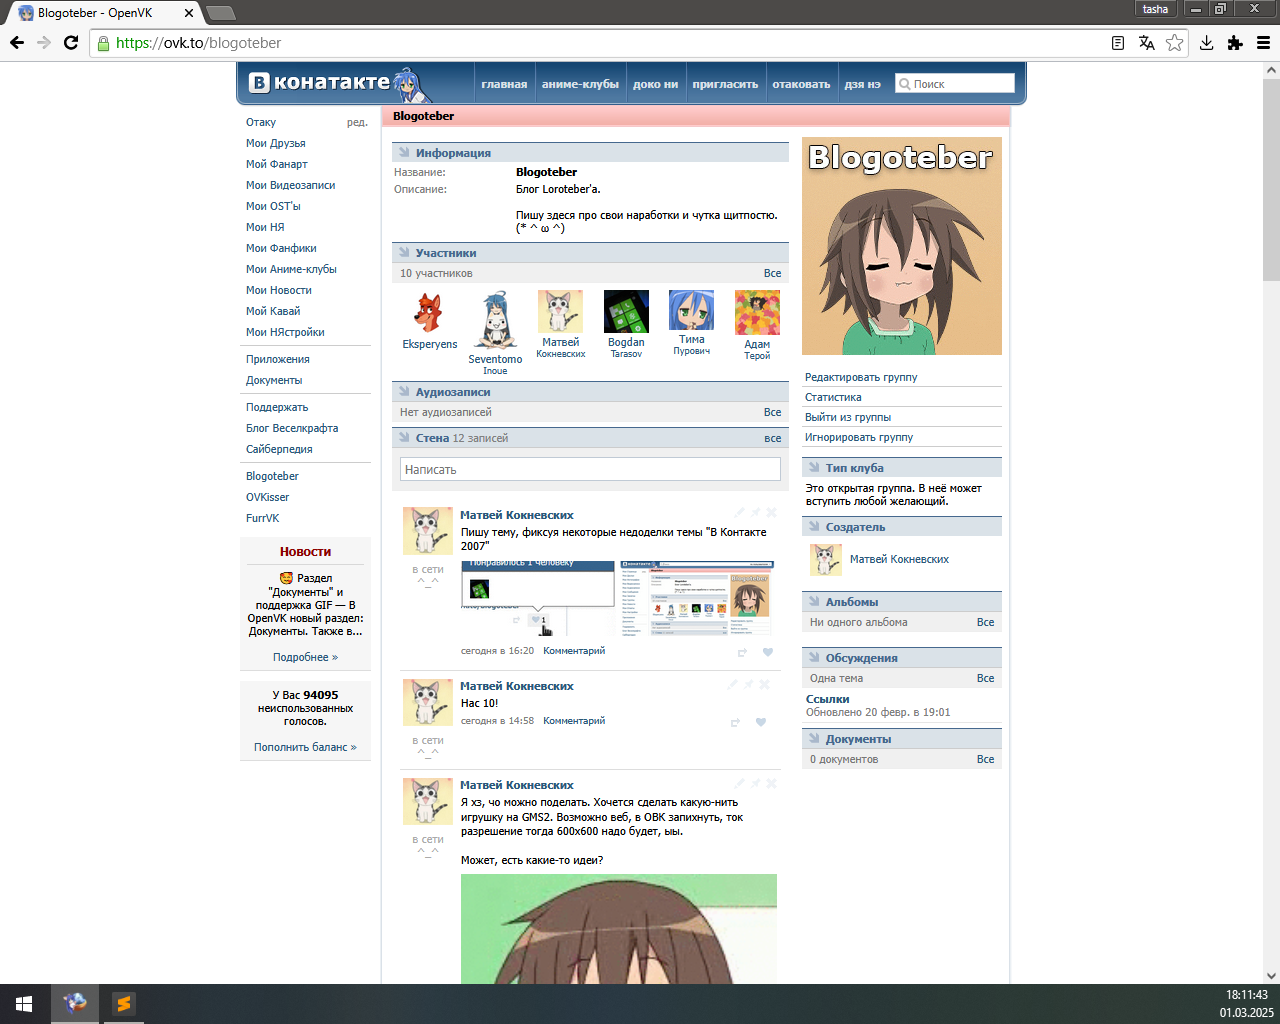 Blogoteber - OpenVK
tasha
https://ovk.to/blogoteber
В конатакте
главная
аниме-клубы
доко ни
пригласить
отаковать
дзя нэ
Поиск
Отаку
ред.
Мои Друзья
Мой Фанарт
Мои Видеозаписи
Мои OST'ы
Мои НЯ
Мои Фанфики
Мои Аниме-клубы
Мои Новости
Мой Кавай
Мои НЯстройки
Приложения
Документы
Поддержать
Блог Веселкрафта
Сайберпедия
Blogoteber
OVKisser
FurrVK
Новости
🥰 Раздел
"Документы" и
поддержка GIF — В
OpenVK новый раздел:
Документы. Также в...
Подробнее »
У Вас 94095
неиспользованных
голосов.
Пополнить баланс »
Blogoteber
Информация
Название:
Blogoteber
Описание:
Блог Loroteber'а.
Пишу здеся про свои наработки и чутка щитпостю.
(* ^ ω ^)
Участники
10 участников
Все
Eksperyens
Seventomo
Inoue
Матвей
Кокневских
Bogdan
Tarasov
Тима
Пурович
Адам
Терой
Аудиозаписи
Нет аудиозаписей
Все
Стена 12 записей
все
Написать
Матвей Кокневских
Пишу тему, фиксуя некоторые недоделки темы "В Контакте
2007"
в сети
^_^
Понравилось 1 человеку
1
сегодня в 16:20
Комментарий
Матвей Кокневских
Нас 10!
сегодня в 14:58
Комментарий
в сети
^_^
Матвей Кокневских
Я хз, чо можно поделать. Хочется сделать какую-нить
игрушку на GMS2. Возможно веб, в ОВК запихнуть, ток
разрешение тогда 600x600 надо будет, ыы.
в сети
^_^
Может, есть какие-то идеи?
Blogoteber
Редактировать группу
Статистика
Выйти из группы
Игнорировать группу
Тип клуба
Это открытая группа. В неё может
вступить любой желающий.
Создатель
Матвей Кокневских
Альбомы
Ни одного альбома
Все
Обсуждения
Одна тема
Все
Ссылки
Обновлено 20 февр. в 19:01
Документы
0 документов
Все
18:11:43
01.03.2025